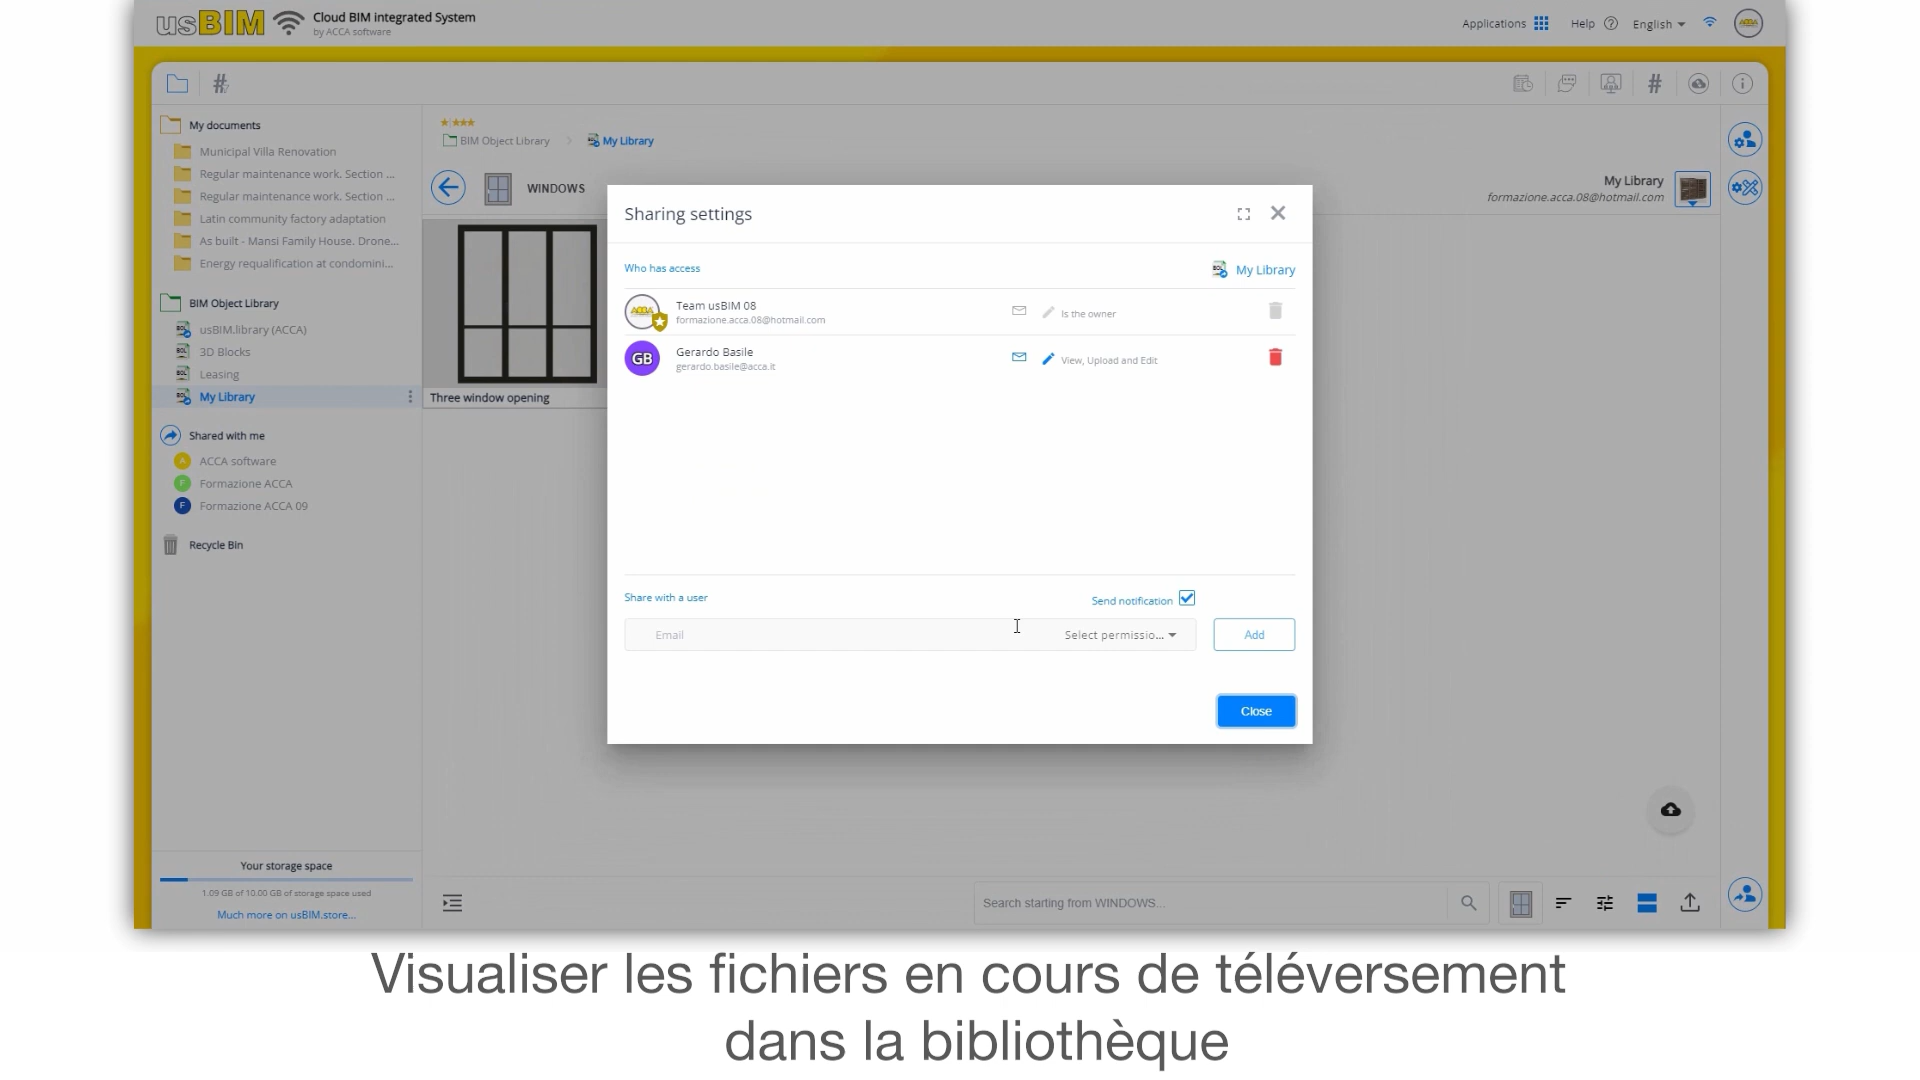 usBIM
Cloud BIM integrated System
by ACCA software
Applications
Help
English
My documents
Municipal Villa Renovation
Regular maintenance work. Section ...
Regular maintenance work. Section ...
Latin community factory adaptation
As built - Mansi Family House. Drone...
Energy requalification at condomini...
BIM Object Library
usBIM.library (ACCA)
3D Blocks
Leasing
My Library
Shared with me
A ACCA software
F Formazione ACCA
F Formazione ACCA 09
Recycle Bin
Your storage space
1.09 GB of 10.00 GB of storage space used
Much more on usBIM.store...
BIM Object Library
My Library
WINDOWS
Three window opening
My Library
formazione.acca.08@hotmail.com
Sharing settings
Who has access
My Library
Team usBIM 08
formazione.acca.08@hotmail.com
Is the owner
GB
Gerardo Basile
gerardo.basile@acca.it
View, Upload and Edit
Share with a user
Send notification
Email
Select permissio...
Add
Close
Search starting from WINDOWS...
Visualiser les fichiers en cours de téléversement
dans la bibliothèque